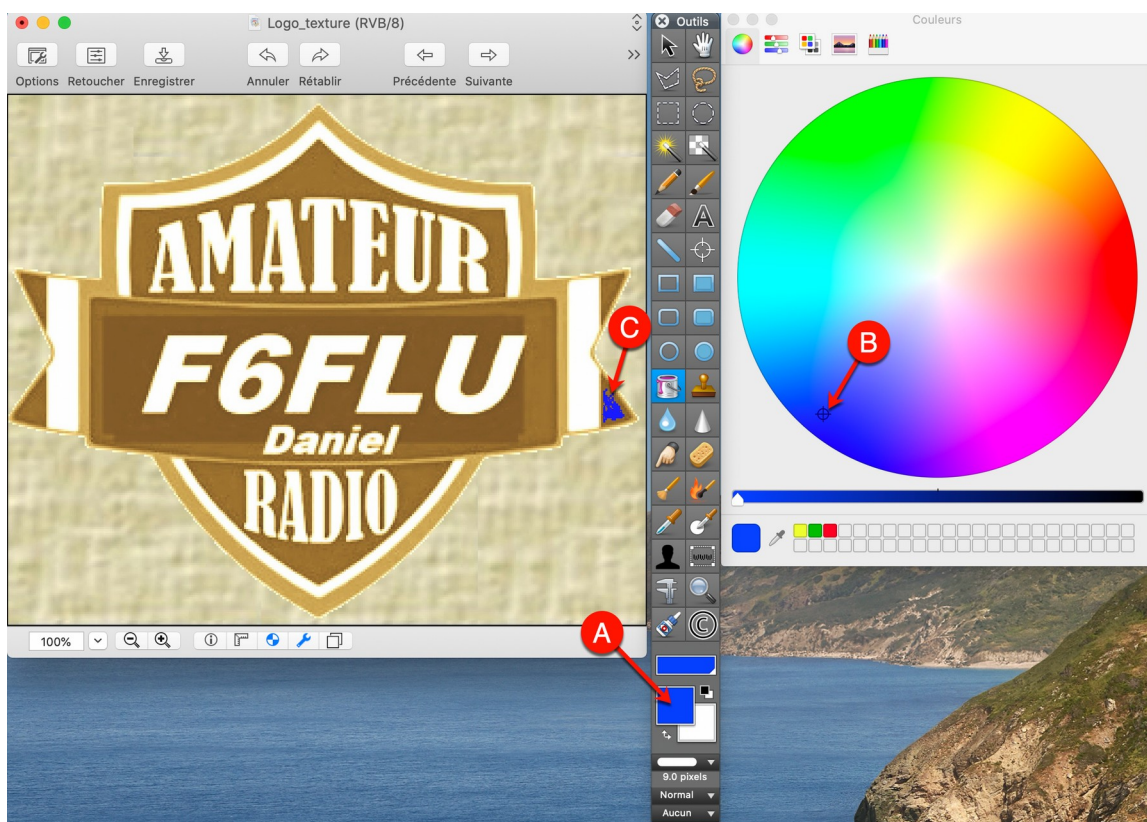 Logo_texture (RVB/8)
Options Retoucher Enregistrer Annuler Rétablir Précédente Suivante
AMATEUR
F6FLU
Daniel
RADIO
C
100%
Outils
A
9.0 pixels
Normal
Aucun
Couleurs
B